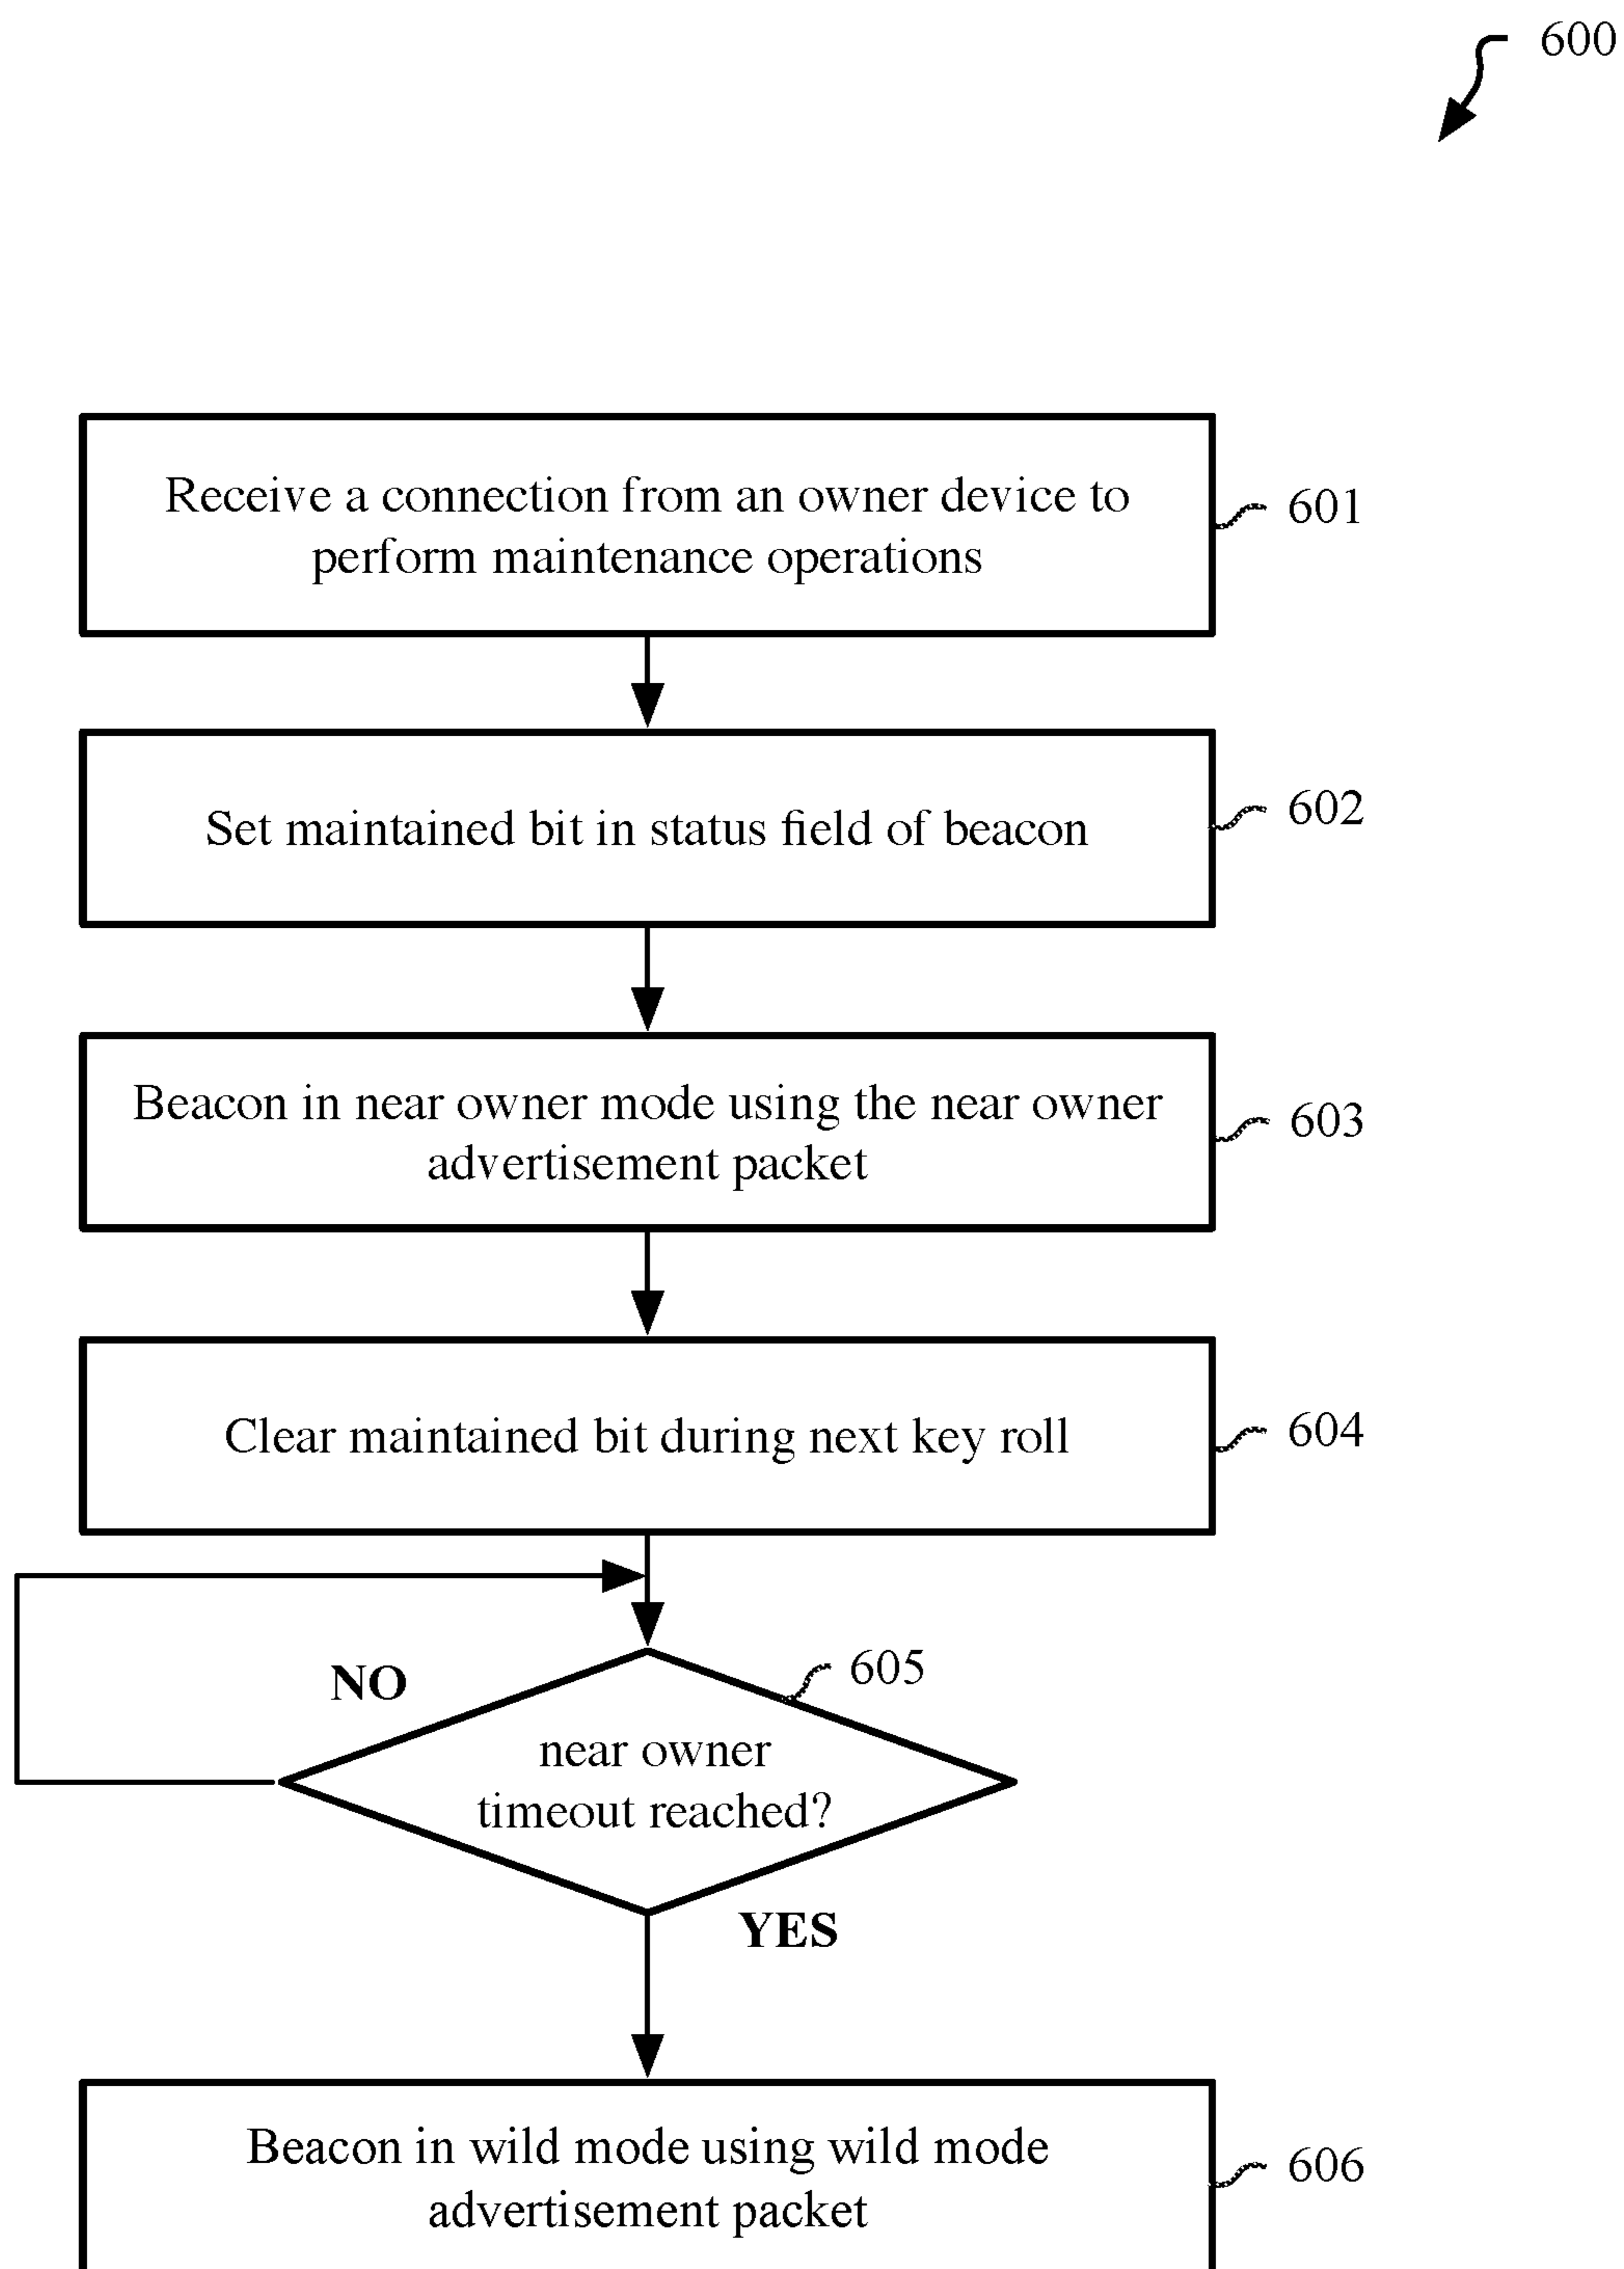 600
Receive a connection from an owner device to
perform maintenance operations
601
Set maintained bit in status field of beacon
602
Beacon in near owner mode using the near owner
advertisement packet
603
Clear maintained bit during next key roll
604
NO
605
near owner
timeout reached?
YES
Beacon in wild mode using wild mode
advertisement packet
606